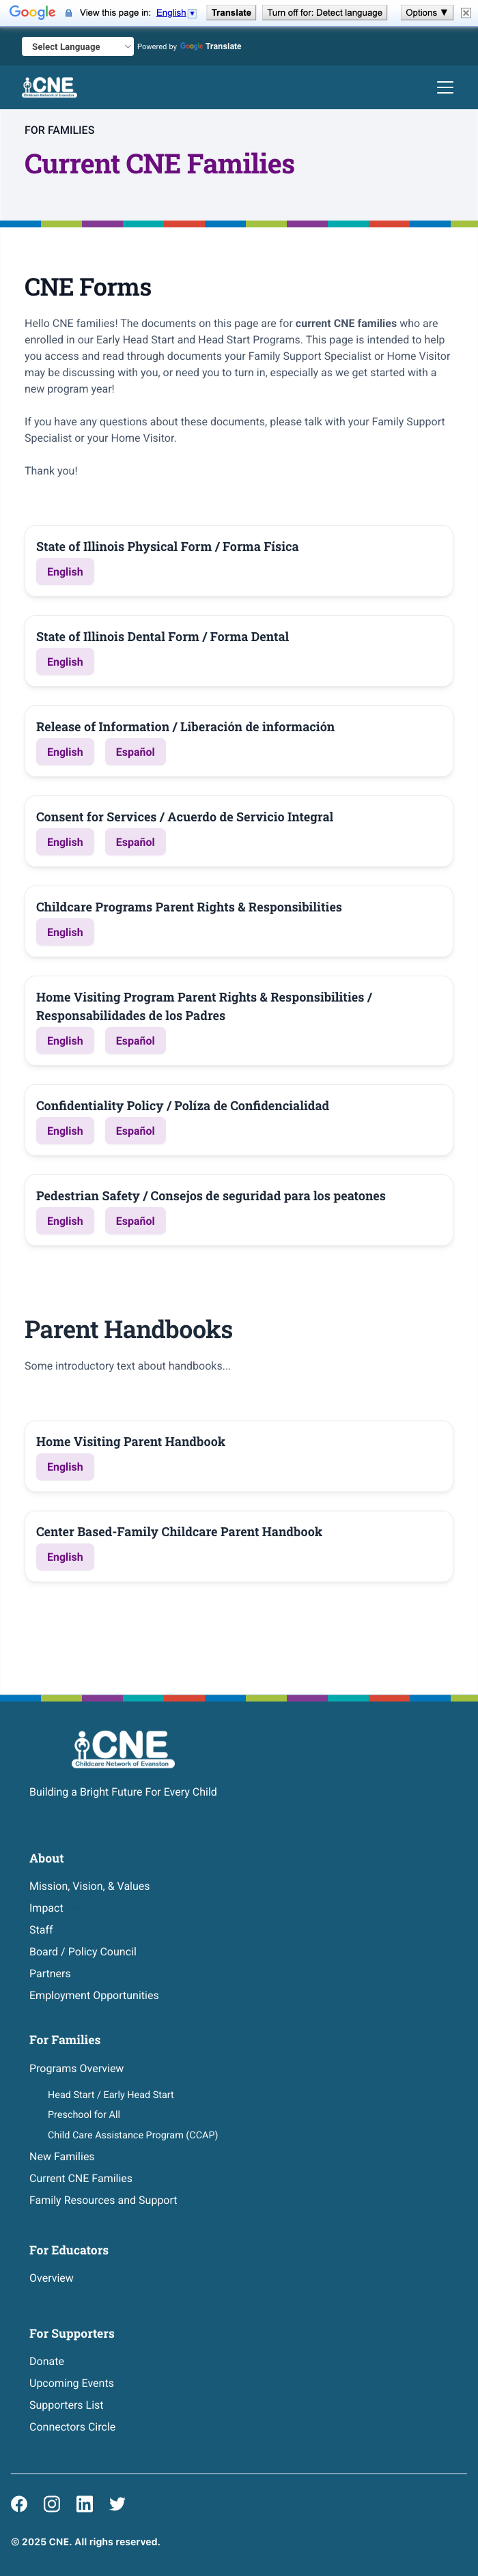 Google View this page in: English Translate Turn off for: Detect language Options ▼
Select Language Powered by Google Translate
CNE
Childcare Network of Evanston
FOR FAMILIES
Current CNE Families
CNE Forms
Hello CNE families! The documents on this page are for current CNE families who are
enrolled in our Early Head Start and Head Start Programs. This page is intended to help
you access and read through documents your Family Support Specialist or Home Visitor
may be discussing with you, or need you to turn in, especially as we get started with a
new program year!
If you have any questions about these documents, please talk with your Family Support
Specialist or your Home Visitor.
Thank you!
State of Illinois Physical Form / Forma Física
English
State of Illinois Dental Form / Forma Dental
English
Release of Information / Liberación de información
English Español
Consent for Services / Acuerdo de Servicio Integral
English Español
Childcare Programs Parent Rights & Responsibilities
English
Home Visiting Program Parent Rights & Responsibilities /
Responsabilidades de los Padres
English Español
Confidentiality Policy / Políza de Confidencialidad
English Español
Pedestrian Safety / Consejos de seguridad para los peatones
English Español
Parent Handbooks
Some introductory text about handbooks...
Home Visiting Parent Handbook
English
Center Based-Family Childcare Parent Handbook
English
CNE
Childcare Network of Evanston
Building a Bright Future For Every Child
About
Mission, Vision, & Values
Impact
Staff
Board / Policy Council
Partners
Employment Opportunities
For Families
Programs Overview
Head Start / Early Head Start
Preschool for All
Child Care Assistance Program (CCAP)
New Families
Current CNE Families
Family Resources and Support
For Educators
Overview
For Supporters
Donate
Upcoming Events
Supporters List
Connectors Circle
© 2025 CNE. All righs reserved.